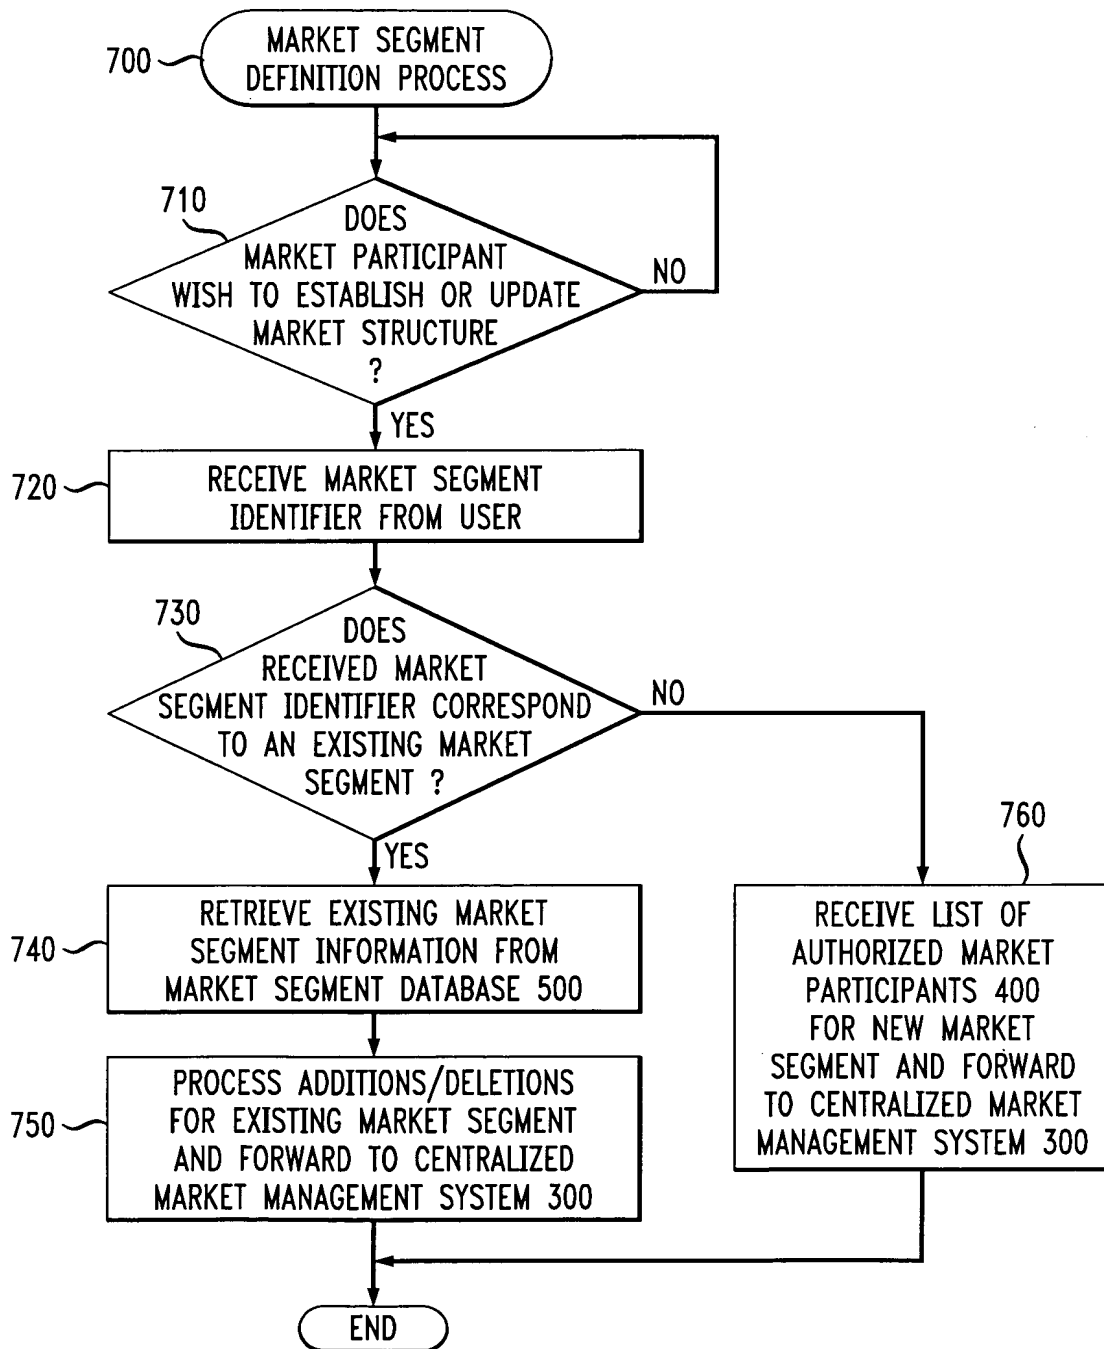 700
MARKET SEGMENT
DEFINITION PROCESS
710
DOES
MARKET PARTICIPANT
WISH TO ESTABLISH OR UPDATE
MARKET STRUCTURE
?
NO
YES
720
RECEIVE MARKET SEGMENT
IDENTIFIER FROM USER
730
DOES
RECEIVED MARKET
SEGMENT IDENTIFIER CORRESPOND
TO AN EXISTING MARKET
SEGMENT ?
NO
YES
740
RETRIEVE EXISTING MARKET
SEGMENT INFORMATION FROM
MARKET SEGMENT DATABASE 500
750
PROCESS ADDITIONS/DELETIONS
FOR EXISTING MARKET SEGMENT
AND FORWARD TO CENTRALIZED
MARKET MANAGEMENT SYSTEM 300
760
RECEIVE LIST OF
AUTHORIZED MARKET
PARTICIPANTS 400
FOR NEW MARKET
SEGMENT AND FORWARD
TO CENTRALIZED MARKET
MANAGEMENT SYSTEM 300
END